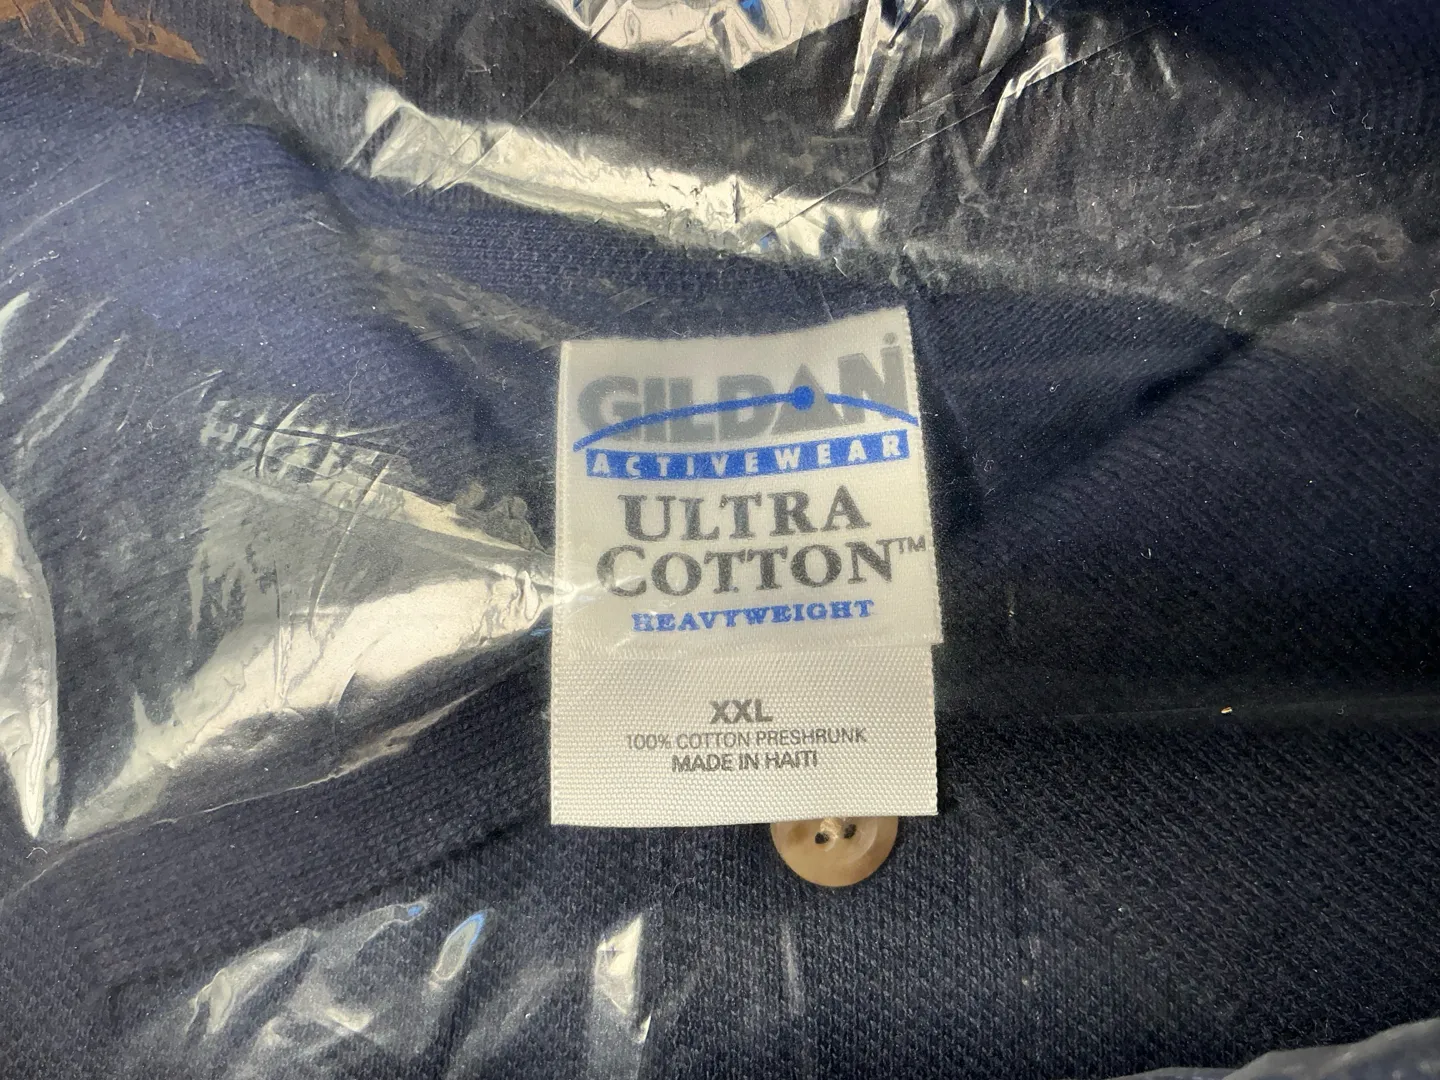 GILDAN
ACTIVEWEAR
ULTRA
COTTON™
HEAVYWEIGHT
XXL
100% COTTON PRESHRUNK
MADE IN HAITI